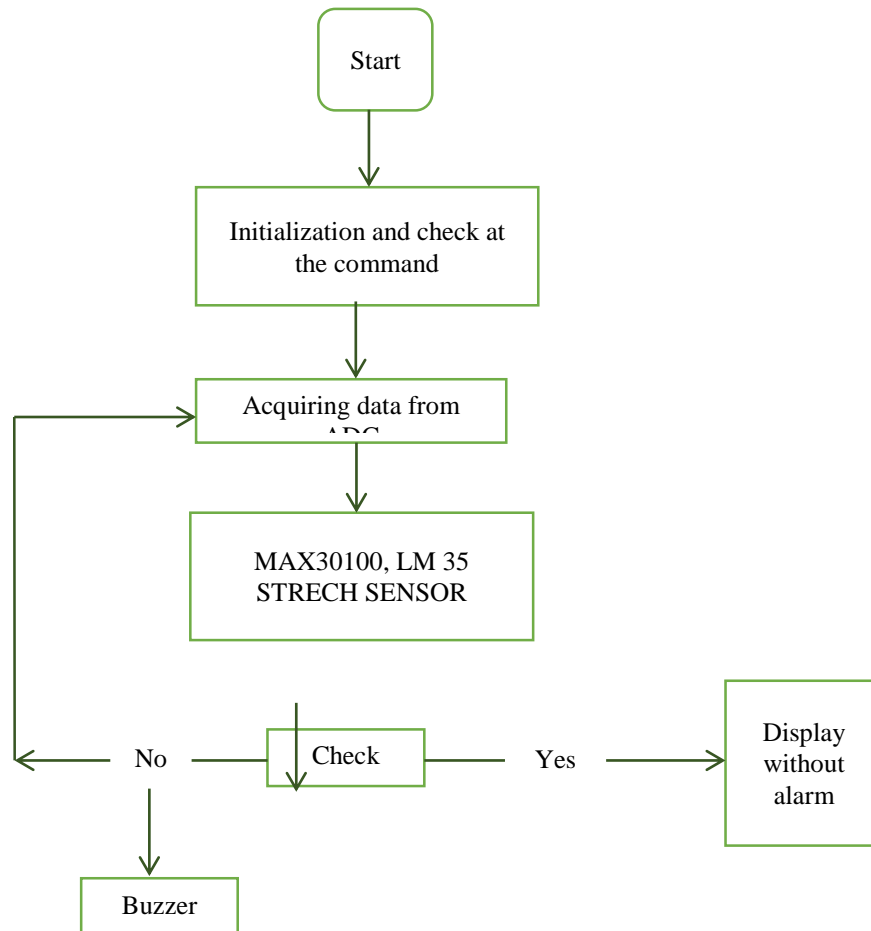 Start
Initialization and check at
the command
Acquiring data from
MAX30100, LM 35
STRECH SENSOR
No
Check
Yes
Display
without
alarm
Buzzer